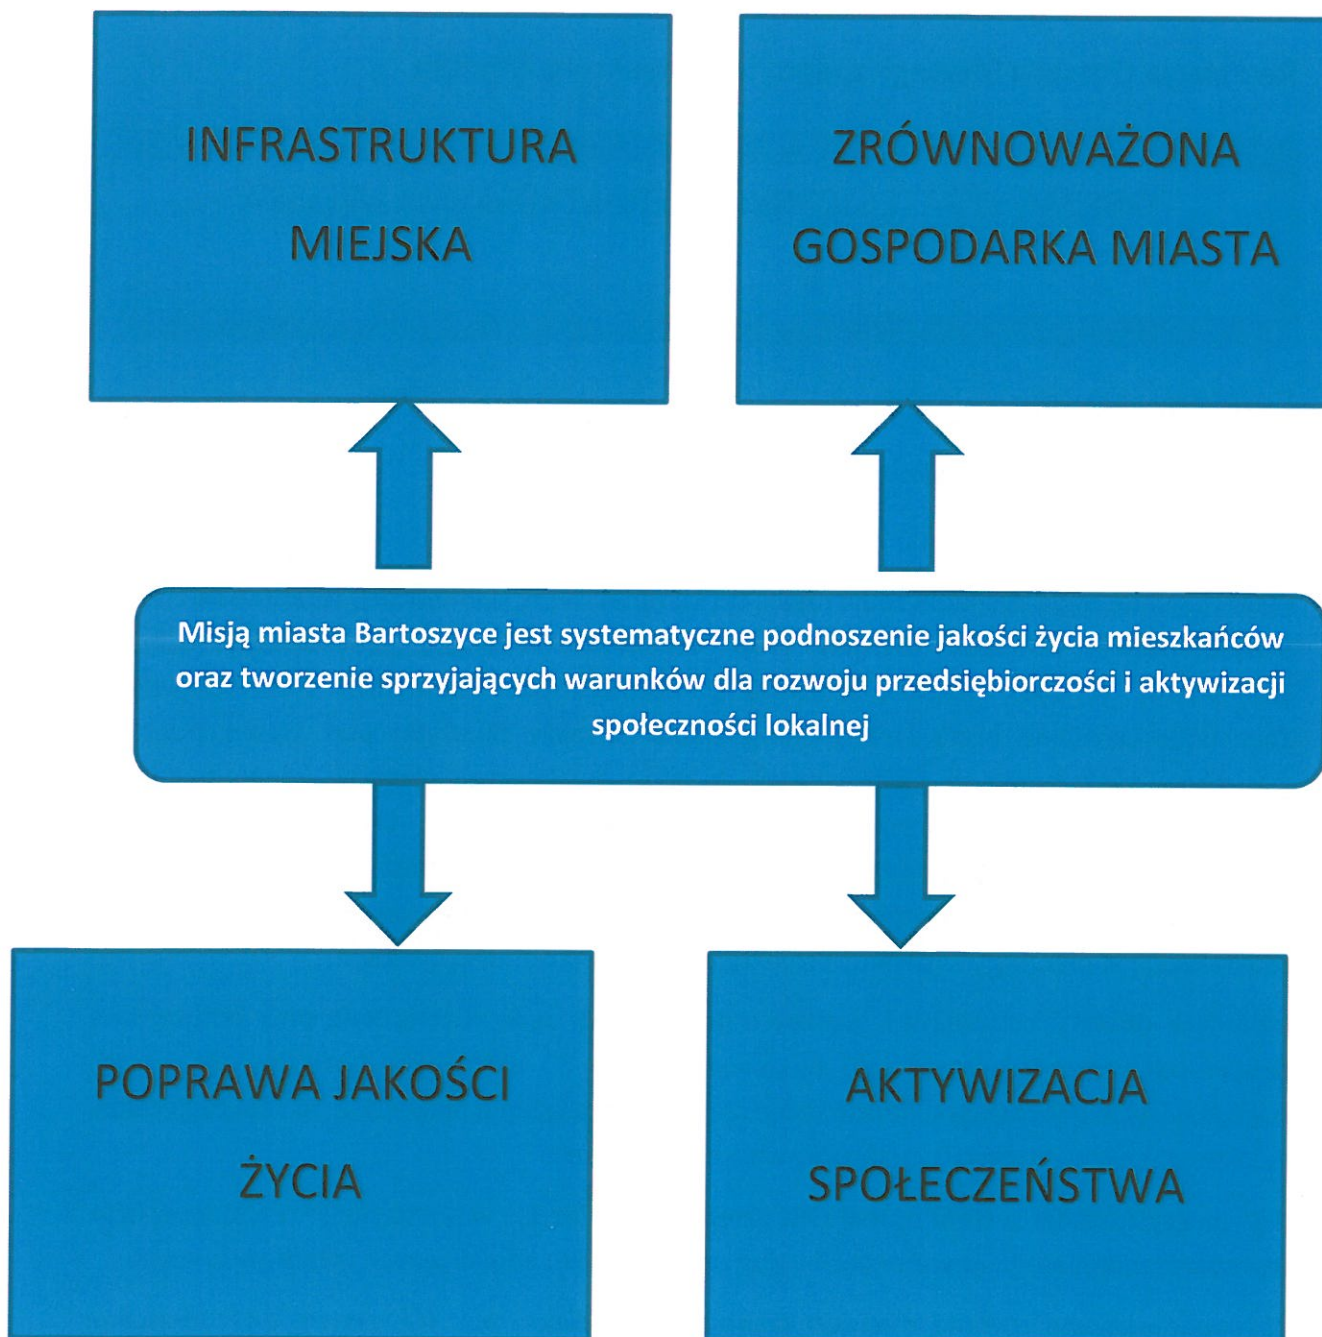 INFRASTRUKTURA
MIEJSKA
ZRÓWNOWAŻONA
GOSPODARKA MIASTA
Misją miasta Bartoszyce jest systematyczne podnoszenie jakości życia mieszkańców
oraz tworzenie sprzyjających warunków dla rozwoju przedsiębiorczości i aktywizacji
społeczności lokalnej
POPRAWA JAKOŚCI
ŻYCIA
AKTYWIZACJA
SPOŁECZEŃSTWA